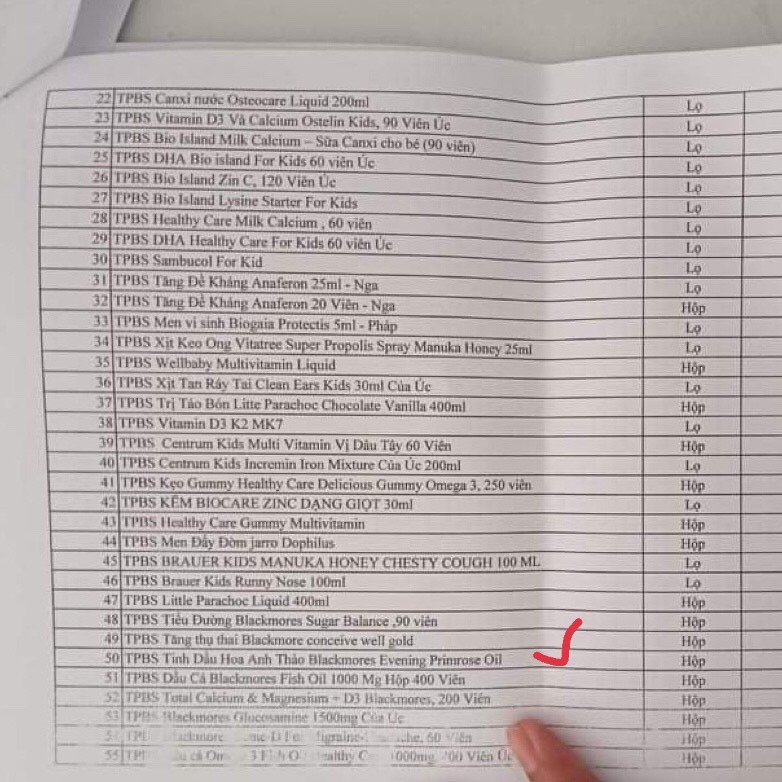 22 TPBS Canxi nước Osteocare Liquid 200ml Lọ
23 TPBS Vitamin D3 Và Calcium Ostelin Kids, 90 Viên Úc Lọ
24 TPBS Bio Island Milk Calcium – Sữa Canxi cho bé (90 viên) Lọ
25 TPBS DHA Bio island For Kids 60 viên Úc Lọ
26 TPBS Bio Island Zin C, 120 Viên Úc Lọ
27 TPBS Bio Island Lysine Starter For Kids Lọ
28 TPBS Healthy Care Milk Calcium , 60 viên Lọ
29 TPBS DHA Healthy Care For Kids 60 viên Úc Lọ
30 TPBS Sambucol For Kid Lọ
31 TPBS Tăng Đề Kháng Anaferon 25ml - Nga Lọ
32 TPBS Tăng Đề Kháng Anaferon 20 Viên - Nga Hộp
33 TPBS Men vi sinh Biogaia Protectis 5ml - Pháp Lọ
34 TPBS Xịt Keo Ong Vitatree Super Propolis Spray Manuka Honey 25ml Lọ
35 TPBS Wellbaby Multivitamin Liquid Hộp
36 TPBS Xịt Tan Ráy Tai Clean Ears Kids 30ml Của Úc Lọ
37 TPBS Trị Táo Bón Litte Parachoc Chocolate Vanilla 400ml Hộp
38 TPBS Vitamin D3 K2 MK7 Lọ
39 TPBS Centrum Kids Multi Vitamin Vị Dâu Tây 60 Viên Hộp
40 TPBS Centrum Kids Incremin Iron Mixture Của Úc 200ml Lọ
41 TPBS Kẹo Gummy Healthy Care Delicious Gummy Omega 3, 250 viên Hộp
42 TPBS KẼM BIOCARE ZINC DẠNG GIỌT 30ml Lọ
43 TPBS Healthy Care Gummy Multivitamin Hộp
44 TPBS Men Đẩy Đờm jarro Dophilus Hộp
45 TPBS BRAUER KIDS MANUKA HONEY CHESTY COUGH 100 ML Lọ
46 TPBS Brauer Kids Runny Nose 100ml Lọ
47 TPBS Little Parachoc Liquid 400ml Hộp
48 TPBS Tiểu Đường Blackmores Sugar Balance ,90 viên Hộp
49 TPBS Tăng thụ thai Blackmore conceive well gold Hộp
50 TPBS Tinh Dầu Hoa Anh Thảo Blackmores Evening Primrose Oil Hộp
51 TPBS Dầu Cá Blackmores Fish Oil 1000 Mg Hộp 400 Viên Hộp
52 TPBS Total Calcium & Magnesium + D3 Blackmores, 200 Viên Hộp
53 TPBS Blackmores Glucosamine 1500mg Của Úc Hộp
60 Viên Hộp
55 1000mg, Viên Úc Hộp